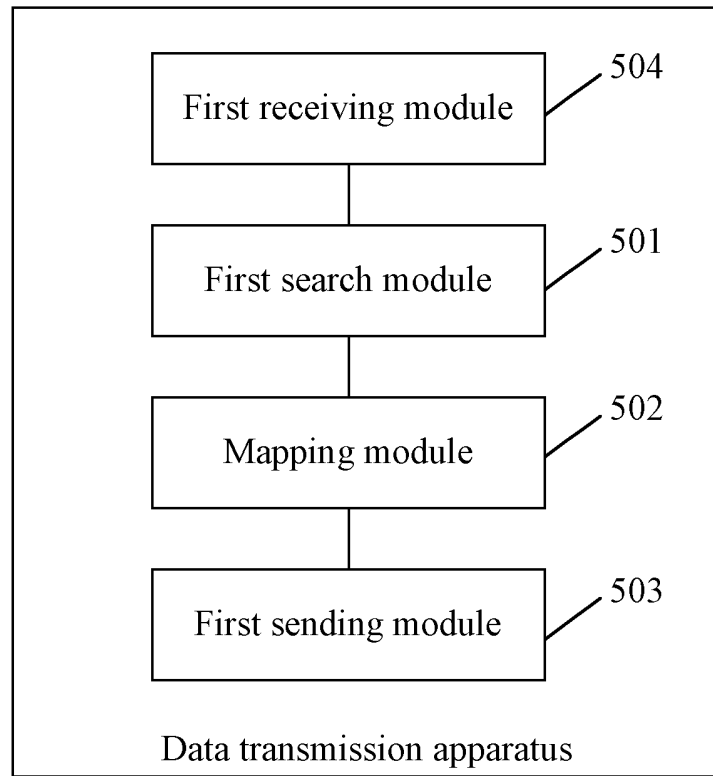 504
First receiving module
501
First search module
502
Mapping module
503
First sending module
Data transmission apparatus